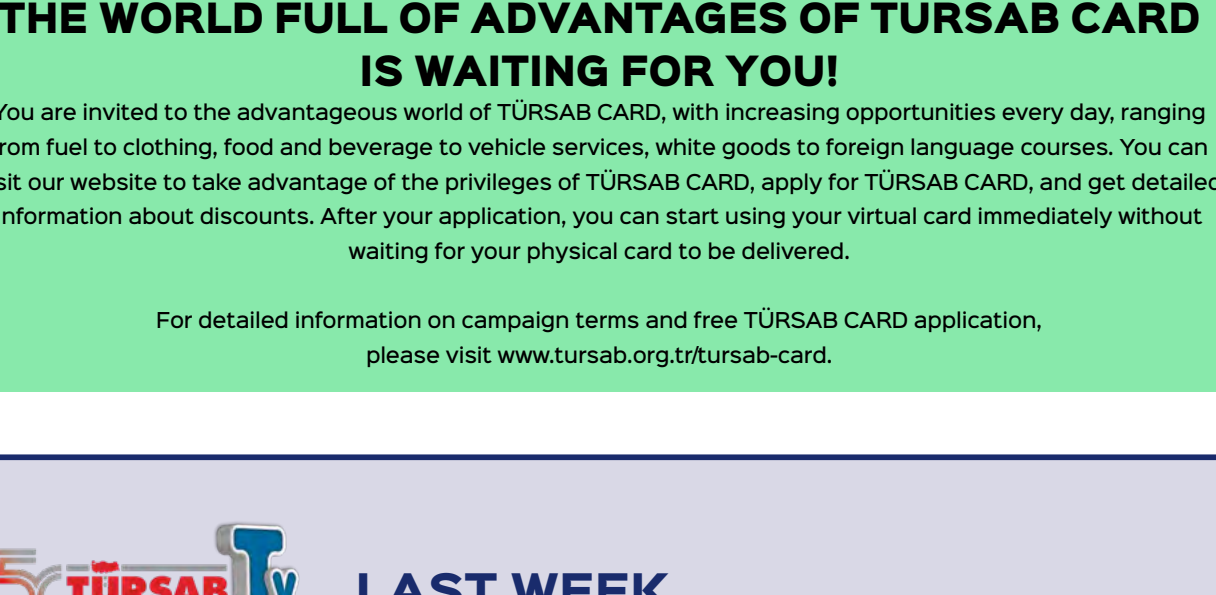 THE WORLD FULL OF ADVANTAGES OF TURSAB CARD
IS WAITING FOR YOU!
You are invited to the advantageous world of TÜRSAB CARD, with increasing opportunities every day, ranging
from fuel to clothing, food and beverage to vehicle services, white goods to foreign language courses. You can
sit our website to take advantage of the privileges of TÜRSAB CARD, apply for TÜRSAB CARD, and get detailed
information about discounts. After your application, you can start using your virtual card immediately without
waiting for your physical card to be delivered.
For detailed information on campaign terms and free TÜRSAB CARD application,
please visit www.tursab.org.tr/tursab-card.
TÜRSAB TV
LAST WEEK